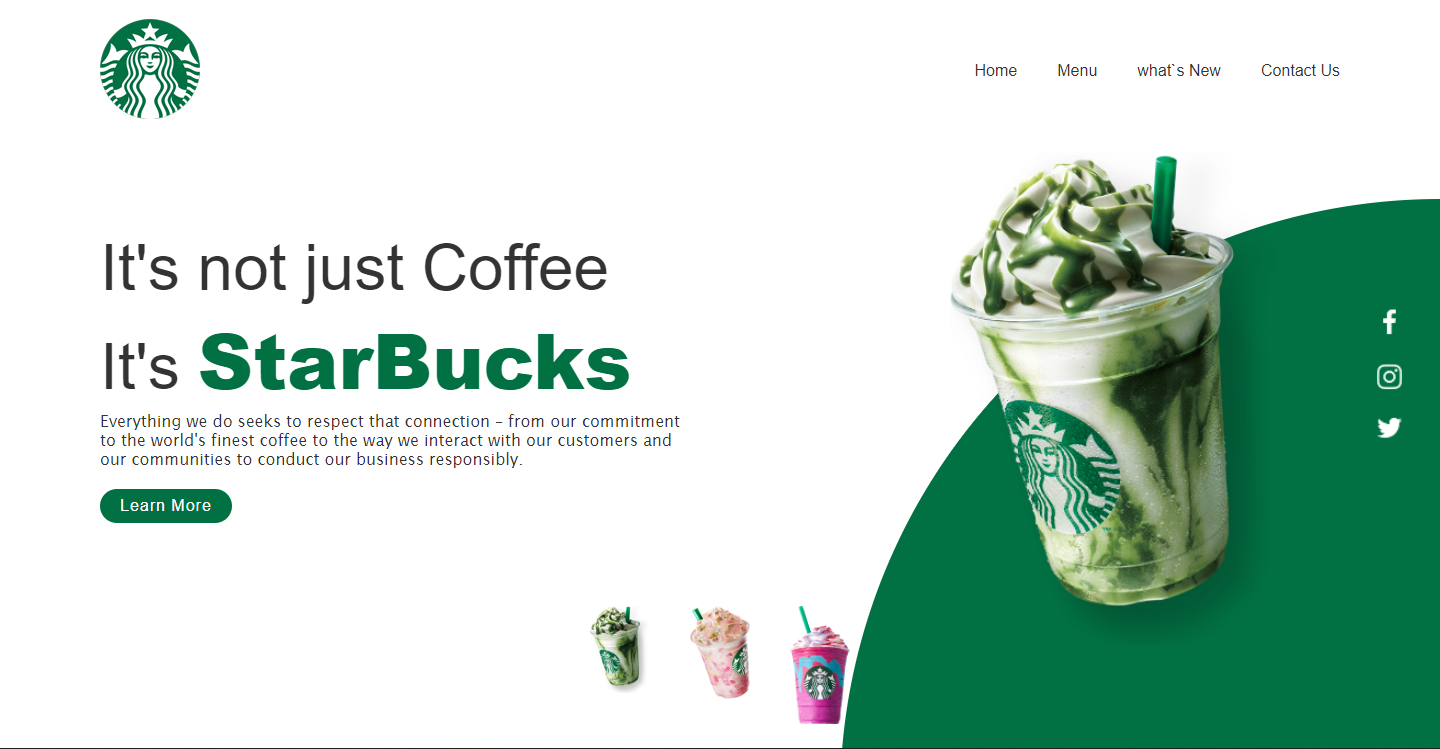 Home Menu what`s New Contact Us
It's not just Coffee
It's StarBucks
Everything we do seeks to respect that connection – from our commitment
to the world's finest coffee to the way we interact with our customers and
our communities to conduct our business responsibly.
Learn More